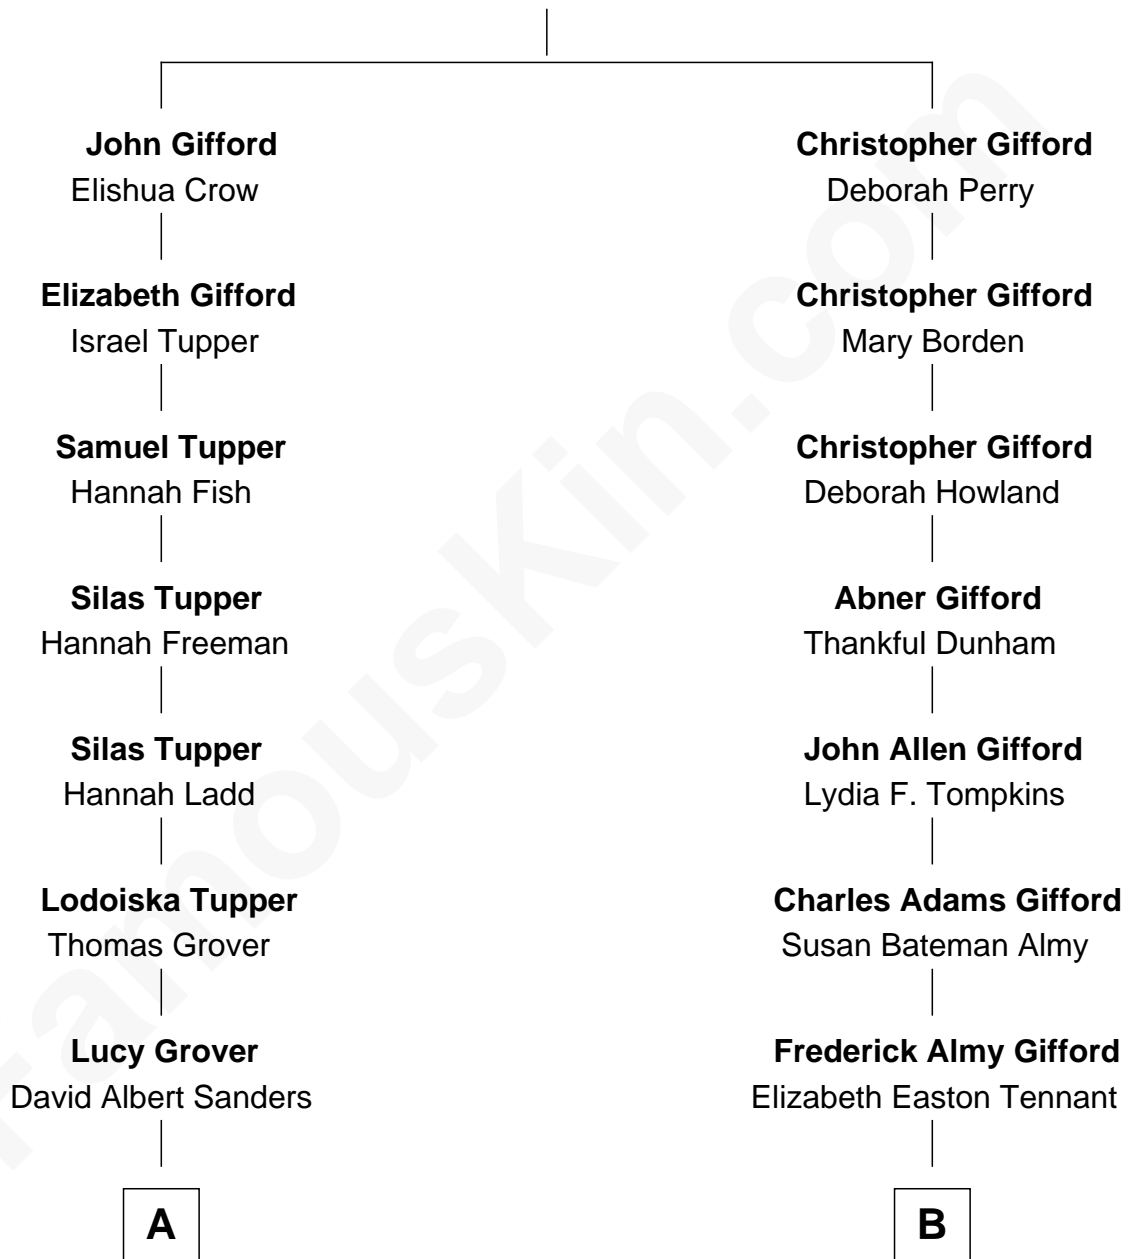 John Gifford
Elishua Crow
Elizabeth Gifford
Israel Tupper
Samuel Tupper
Hannah Fish
Silas Tupper
Hannah Freeman
Silas Tupper
Hannah Ladd
Lodoiska Tupper
Thomas Grover
Lucy Grover
David Albert Sanders
A
Christopher Gifford
Deborah Perry
Christopher Gifford
Mary Borden
Christopher Gifford
Deborah Howland
Abner Gifford
Thankful Dunham
John Allen Gifford
Lydia F. Tompkins
Charles Adams Gifford
Susan Bateman Almy
Frederick Almy Gifford
Elizabeth Easton Tennant
B
FamousKin.com